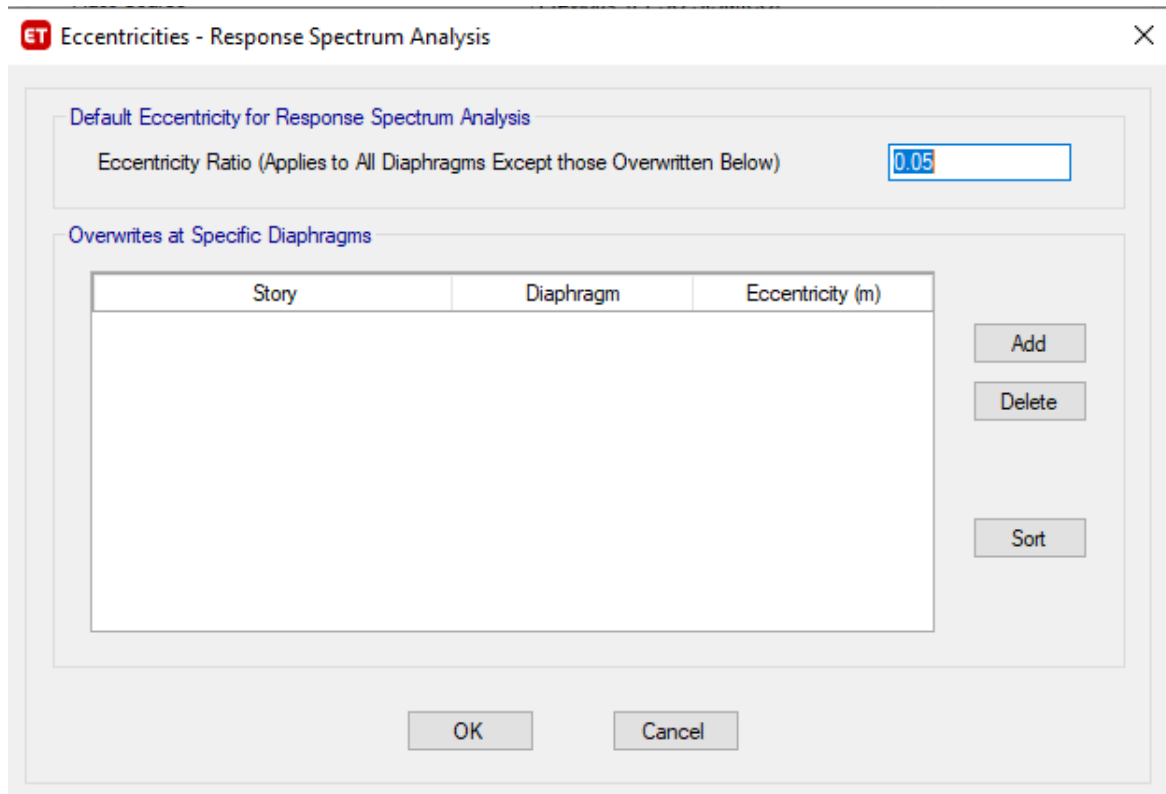 ET Eccentricities - Response Spectrum Analysis
Default Eccentricity for Response Spectrum Analysis
Eccentricity Ratio (Applies to All Diaphragms Except those Overwritten Below) 0.05
Overwrites at Specific Diaphragms
Story Diaphragm Eccentricity (m)
Add
Delete
Sort
OK Cancel